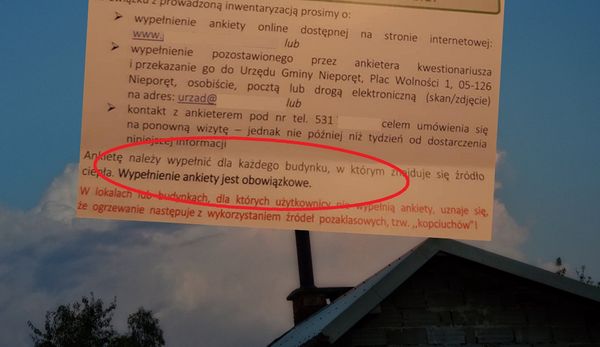 związku z prowadzoną inwentaryzacją prosimy o:
➤ wypełnienie ankiety online dostępnej na stronie internetowej:
www.
lub
➤ wypełnienie pozostawionego przez ankietera kwestionariusza
i przekazanie go do Urzędu Gminy Nieporęt, Plac Wolności 1, 05-126
Nieporęt, osobiście, pocztą lub drogą elektroniczną (skan/zdjęcie)
na adres: urzad@
lub
➤ kontakt z ankieterem pod nr tel. 531 celem umówienia się
na ponowną wizytę – jednak nie później niż tydzień od dostarczenia
niniejszej informacji
Ankietę należy wypełnić dla każdego budynku, w którym znajduje się źródło
ciepła. Wypełnienie ankiety jest obowiązkowe.
W lokalach lub budynkach, dla których użytkownicy nie wypełnią ankiety, uznaje się,
że ogrzewanie następuje z wykorzystaniem źródeł pozaklasowych, tzw. „kopciuchów"!